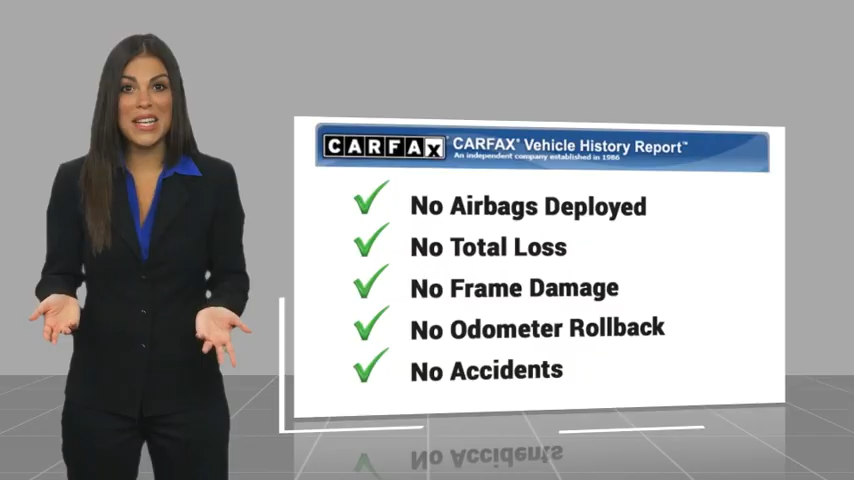 CARFAX CARFAX® Vehicle History Report™
An independent company established in 1986
No Airbags Deployed
No Total Loss
No Frame Damage
No Odometer Rollback
No Accidents
No Accidents